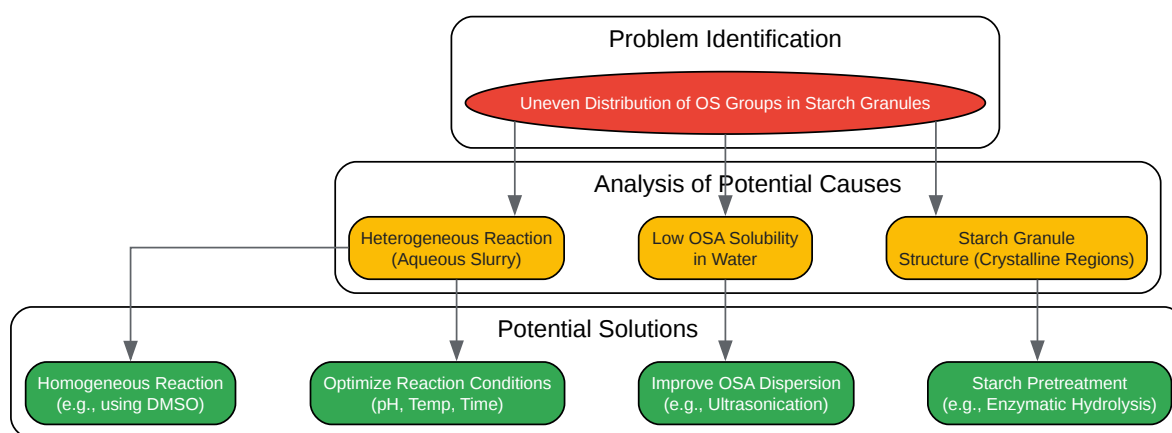 Problem Identification
Uneven Distribution of OS Groups in Starch Granules
Analysis of Potential Causes
Heterogeneous Reaction
(Aqueous Slurry)
Low OSA Solubility
in Water
Starch Granule
Structure (Crystalline Regions)
Potential Solutions
Homogeneous Reaction
(e.g., using DMSO)
Optimize Reaction Conditions
(pH, Temp, Time)
Improve OSA Dispersion
(e.g., Ultrasonication)
Starch Pretreatment
(e.g., Enzymatic Hydrolysis)